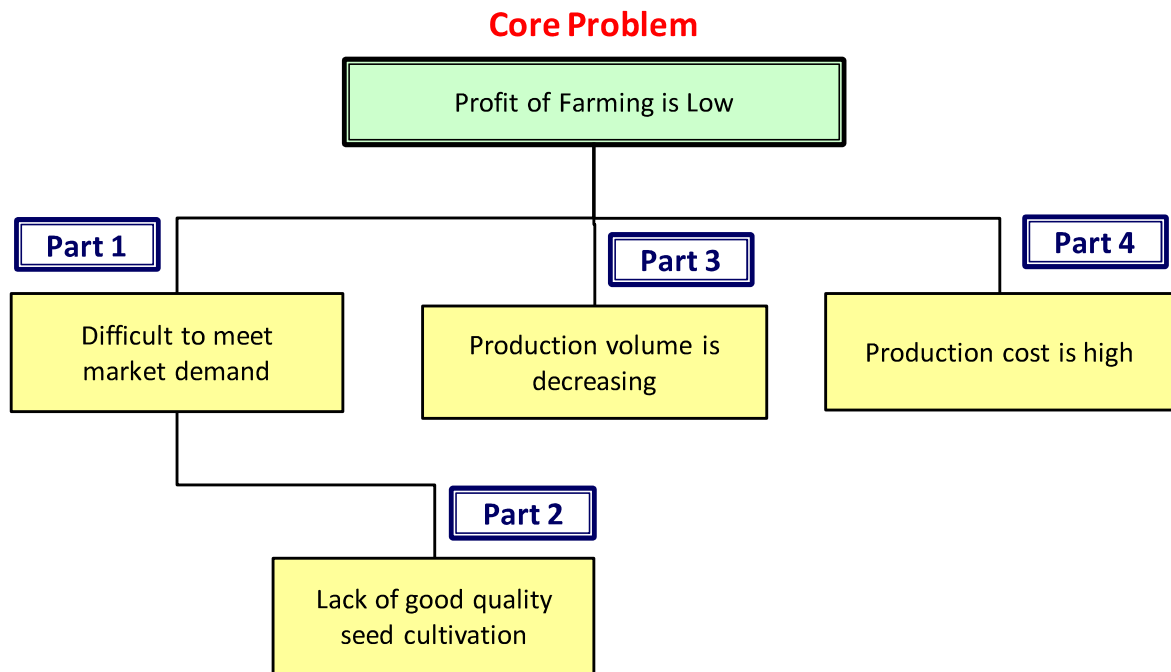 Core Problem
Profit of Farming is Low
Part 1
Difficult to meet
market demand
Part 3
Production volume is
decreasing
Part 4
Production cost is high
Part 2
Lack of good quality
seed cultivation